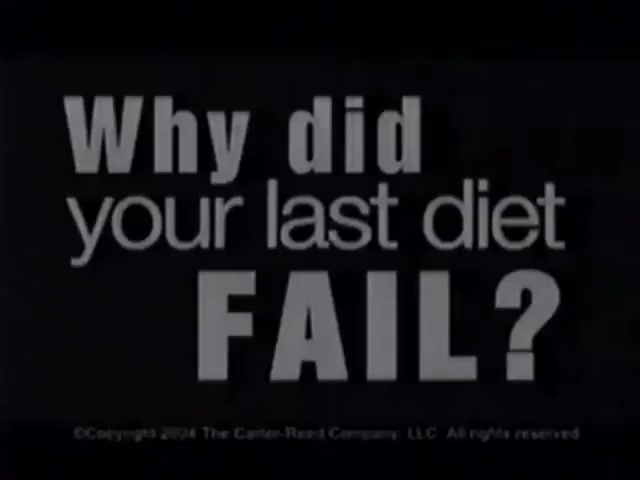 Why did
your last diet
FAIL?
©Copyright 2004 The Carter-Reed Company, LLC. All rights reserved